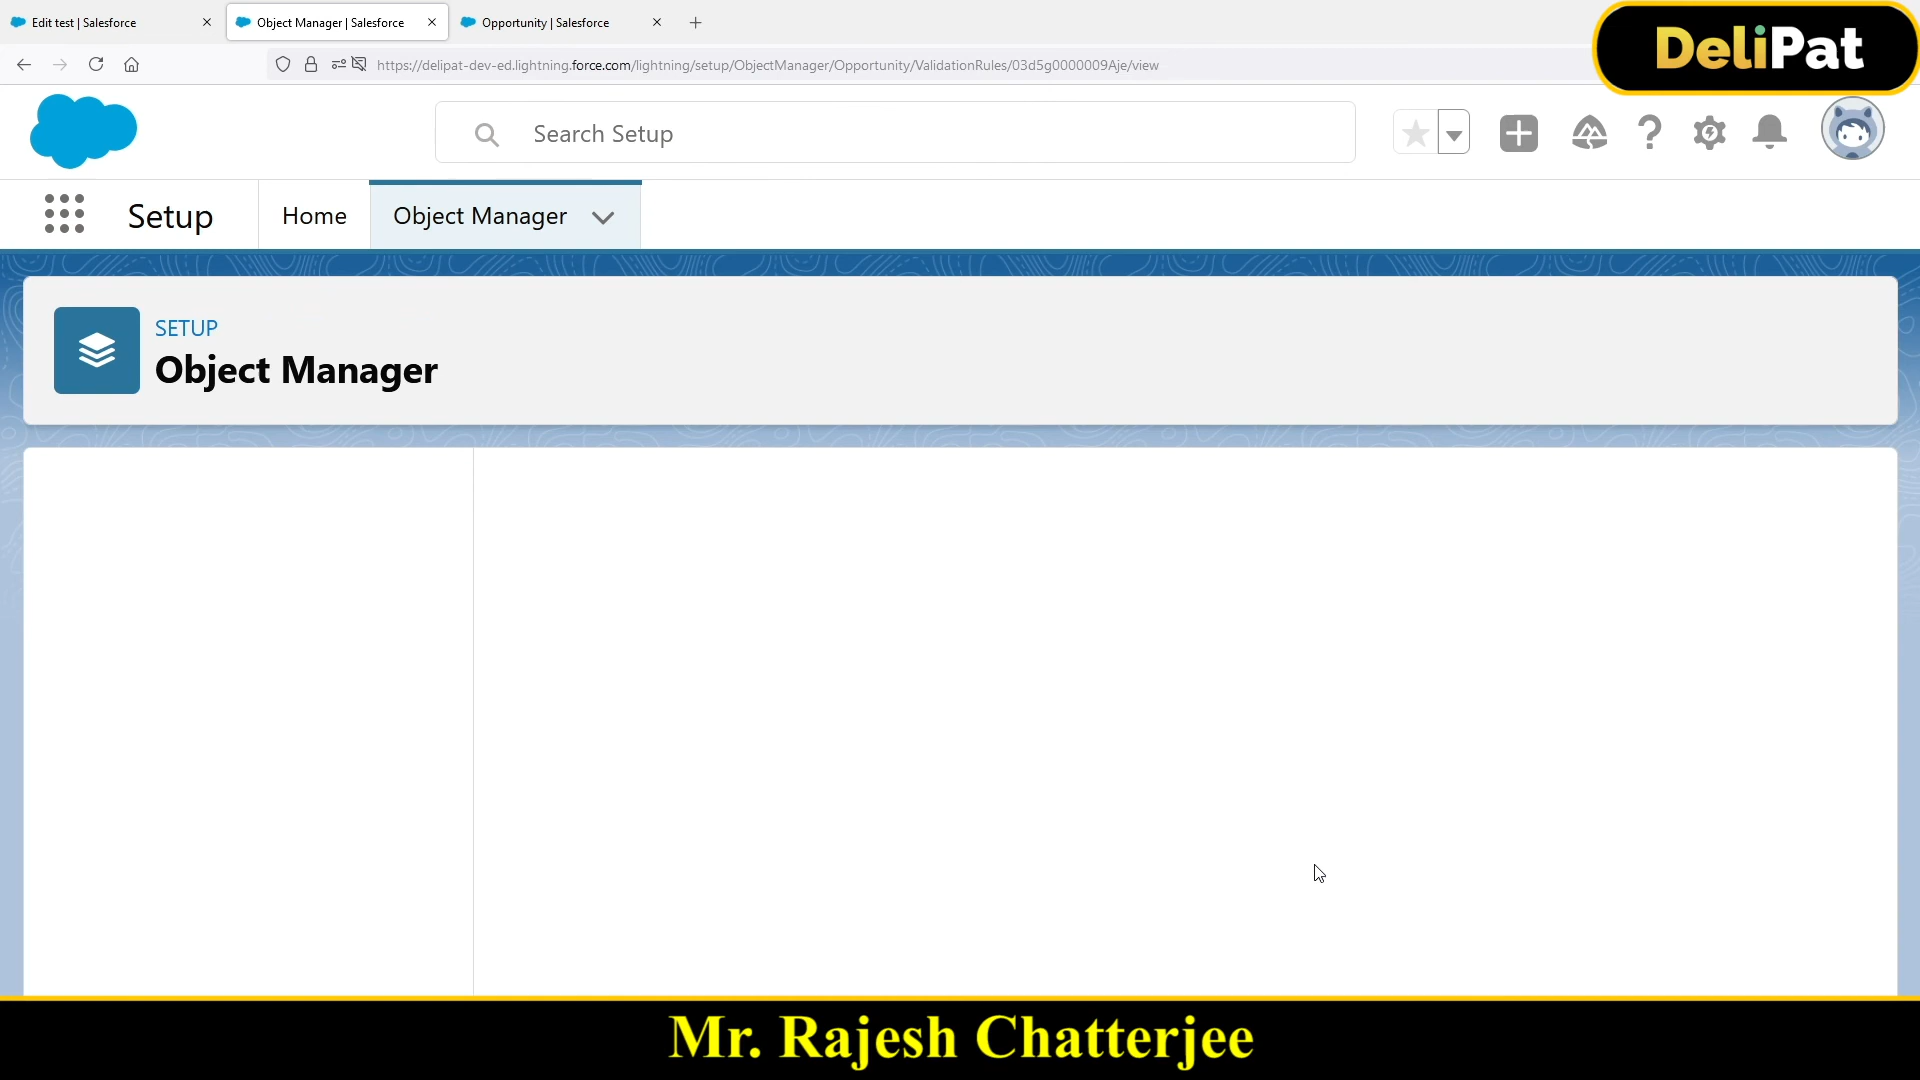 Edit test | Salesforce
Object Manager | Salesforce
Opportunity | Salesforce
https://delipat-dev-ed.lightning.force.com/lightning/setup/ObjectManager/Opportunity/ValidationRules/03d5g0000009Aje/view
DeliPat
Search Setup
Setup
Home
Object Manager
SETUP
Object Manager
Mr. Rajesh Chatterjee